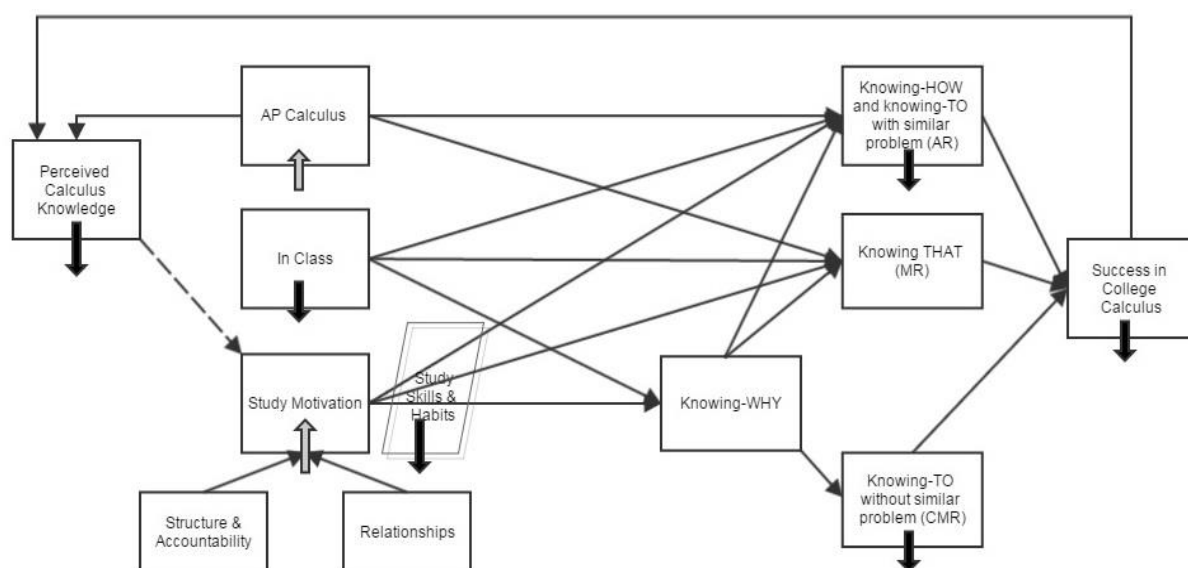 AP Calculus
Knowing-HOW
and knowing-TO
with similar
problem (AR)
Perceived
Calculus
Knowledge
In Class
Knowing THAT
(MR)
Success in
College
Calculus
Study Motivation
Study
Skills &
Habits
Knowing-WHY
Knowing-TO
without similar
problem (CMR)
Structure &
Accountability
Relationships